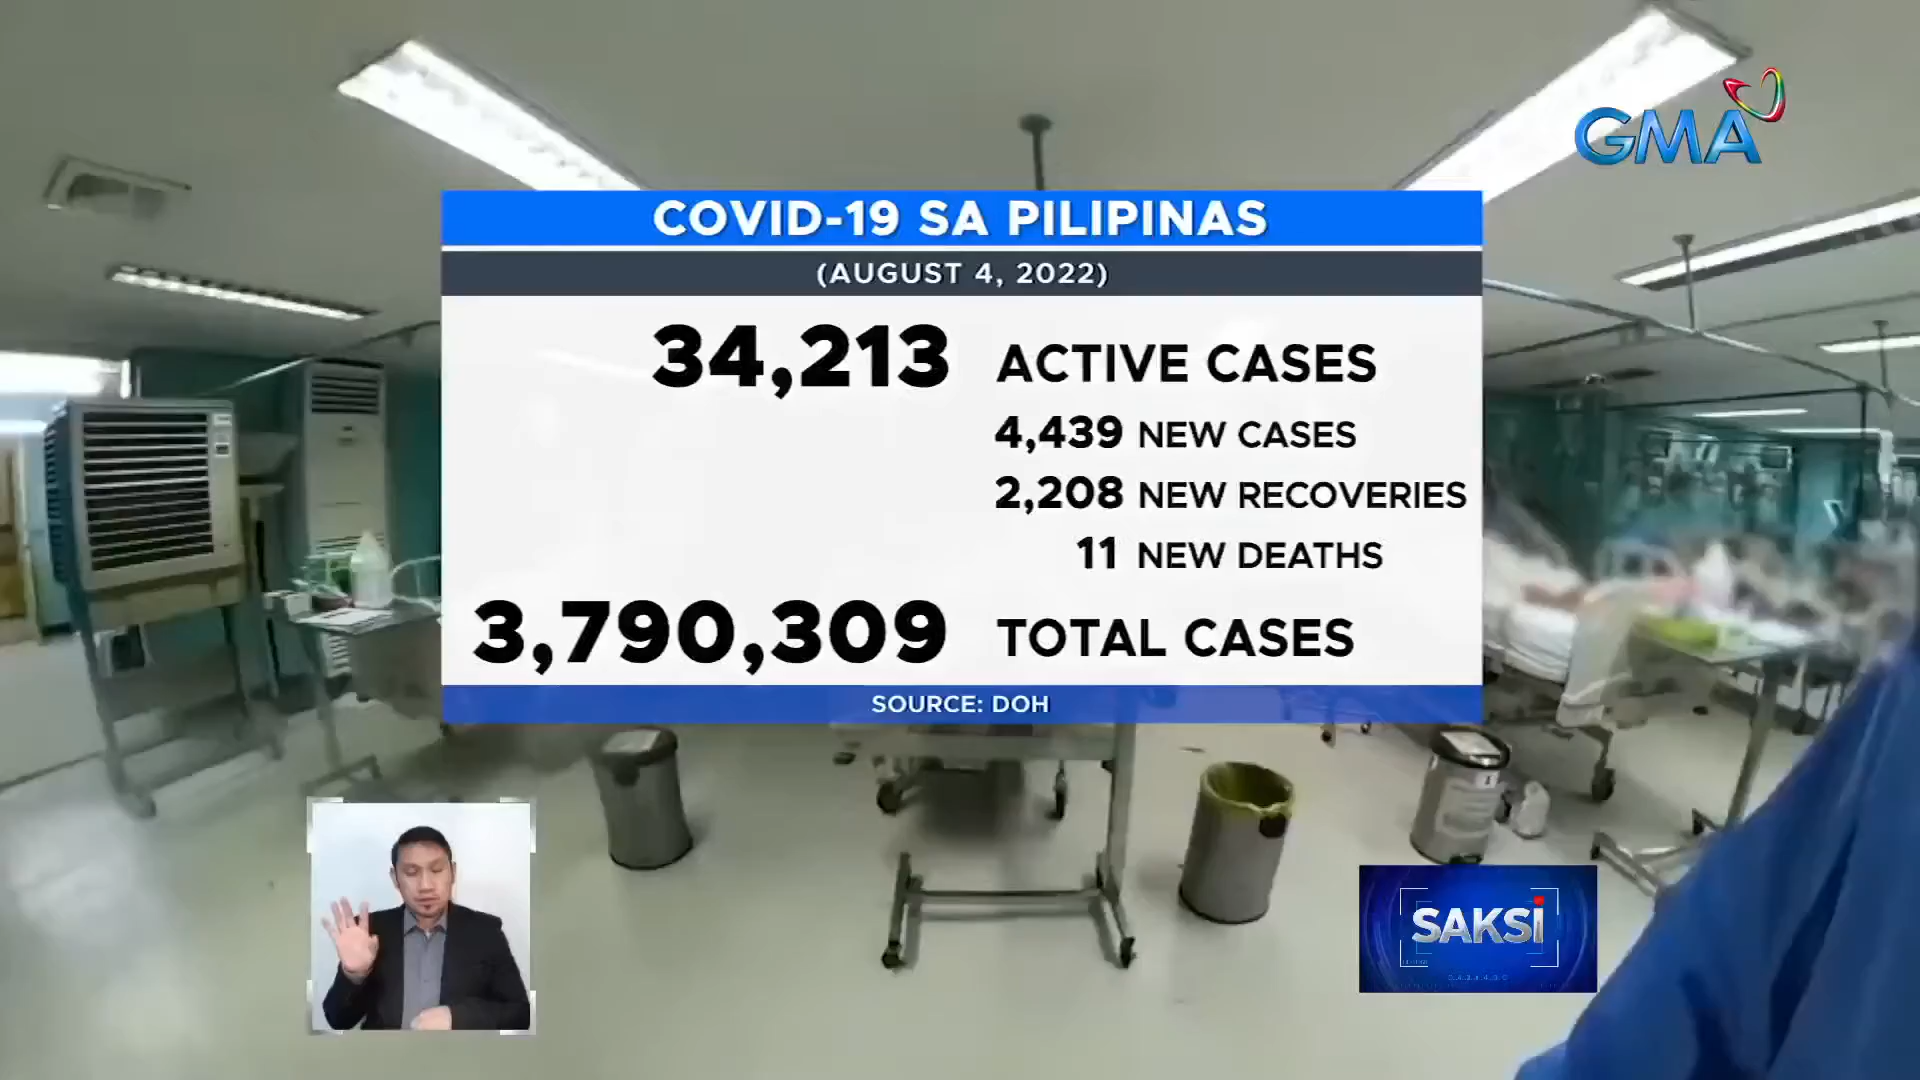 GMA
COVID-19 SA PILIPINAS
(AUGUST 4, 2022)
34,213 ACTIVE CASES
4,439 NEW CASES
2,208 NEW RECOVERIES
11 NEW DEATHS
3,790,309 TOTAL CASES
SOURCE: DOH
SAKSI